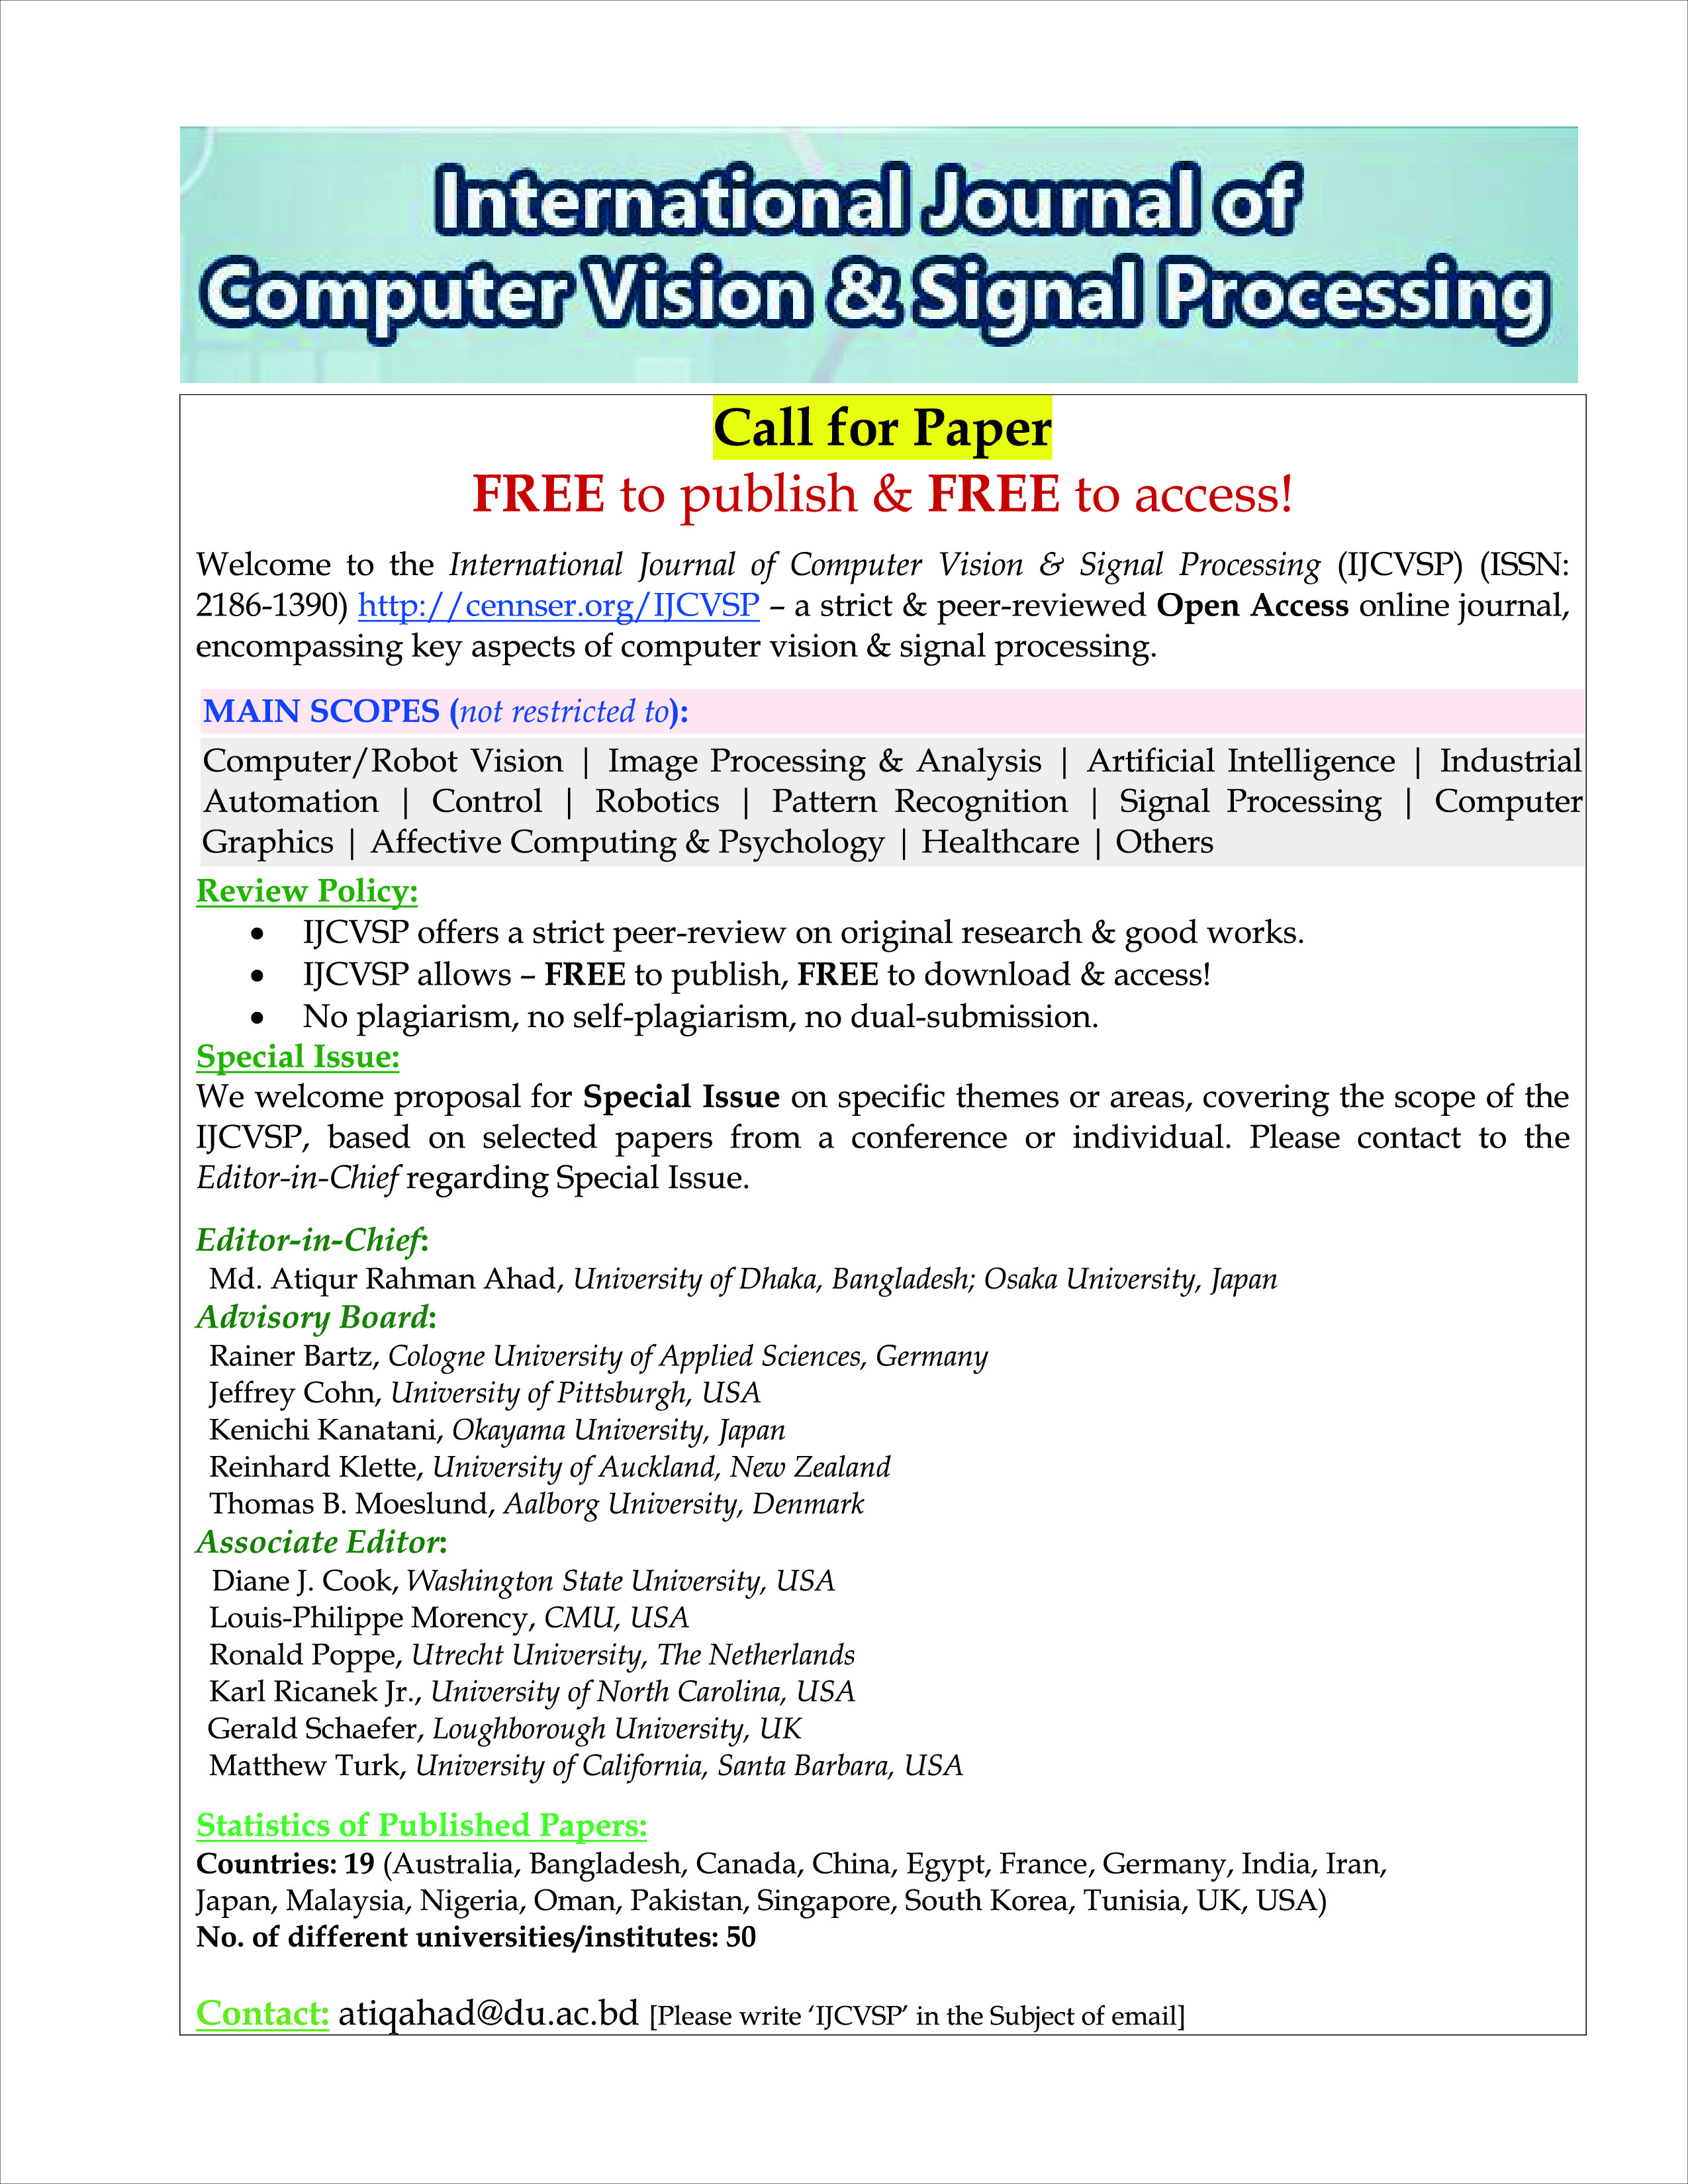 International Journal of
Computer Vision & Signal Processing
Call for Paper
FREE to publish & FREE to access!
Welcome to the International Journal of Computer Vision & Signal Processing (IJCVSP) (ISSN:
2186-1390) http://cennser.org/IJCVSP – a strict & peer-reviewed Open Access online journal,
encompassing key aspects of computer vision & signal processing.
MAIN SCOPES (not restricted to):
Computer/Robot Vision | Image Processing & Analysis | Artificial Intelligence | Industrial
Automation | Control | Robotics | Pattern Recognition | Signal Processing | Computer
Graphics | Affective Computing & Psychology | Healthcare | Others
Review Policy:
• IJCVSP offers a strict peer-review on original research & good works.
• IJCVSP allows – FREE to publish, FREE to download & access!
• No plagiarism, no self-plagiarism, no dual-submission.
Special Issue:
We welcome proposal for Special Issue on specific themes or areas, covering the scope of the
IJCVSP, based on selected papers from a conference or individual. Please contact to the
Editor-in-Chief regarding Special Issue.
Editor-in-Chief:
Md. Atiqur Rahman Ahad, University of Dhaka, Bangladesh; Osaka University, Japan
Advisory Board:
Rainer Bartz, Cologne University of Applied Sciences, Germany
Jeffrey Cohn, University of Pittsburgh, USA
Kenichi Kanatani, Okayama University, Japan
Reinhard Klette, University of Auckland, New Zealand
Thomas B. Moeslund, Aalborg University, Denmark
Associate Editor:
Diane J. Cook, Washington State University, USA
Louis-Philippe Morency, CMU, USA
Ronald Poppe, Utrecht University, The Netherlands
Karl Ricanek Jr., University of North Carolina, USA
Gerald Schaefer, Loughborough University, UK
Matthew Turk, University of California, Santa Barbara, USA
Statistics of Published Papers:
Countries: 19 (Australia, Bangladesh, Canada, China, Egypt, France, Germany, India, Iran,
Japan, Malaysia, Nigeria, Oman, Pakistan, Singapore, South Korea, Tunisia, UK, USA)
No. of different universities/institutes: 50
Contact: atiqahad@du.ac.bd [Please write ‘IJCVSP’ in the Subject of email]